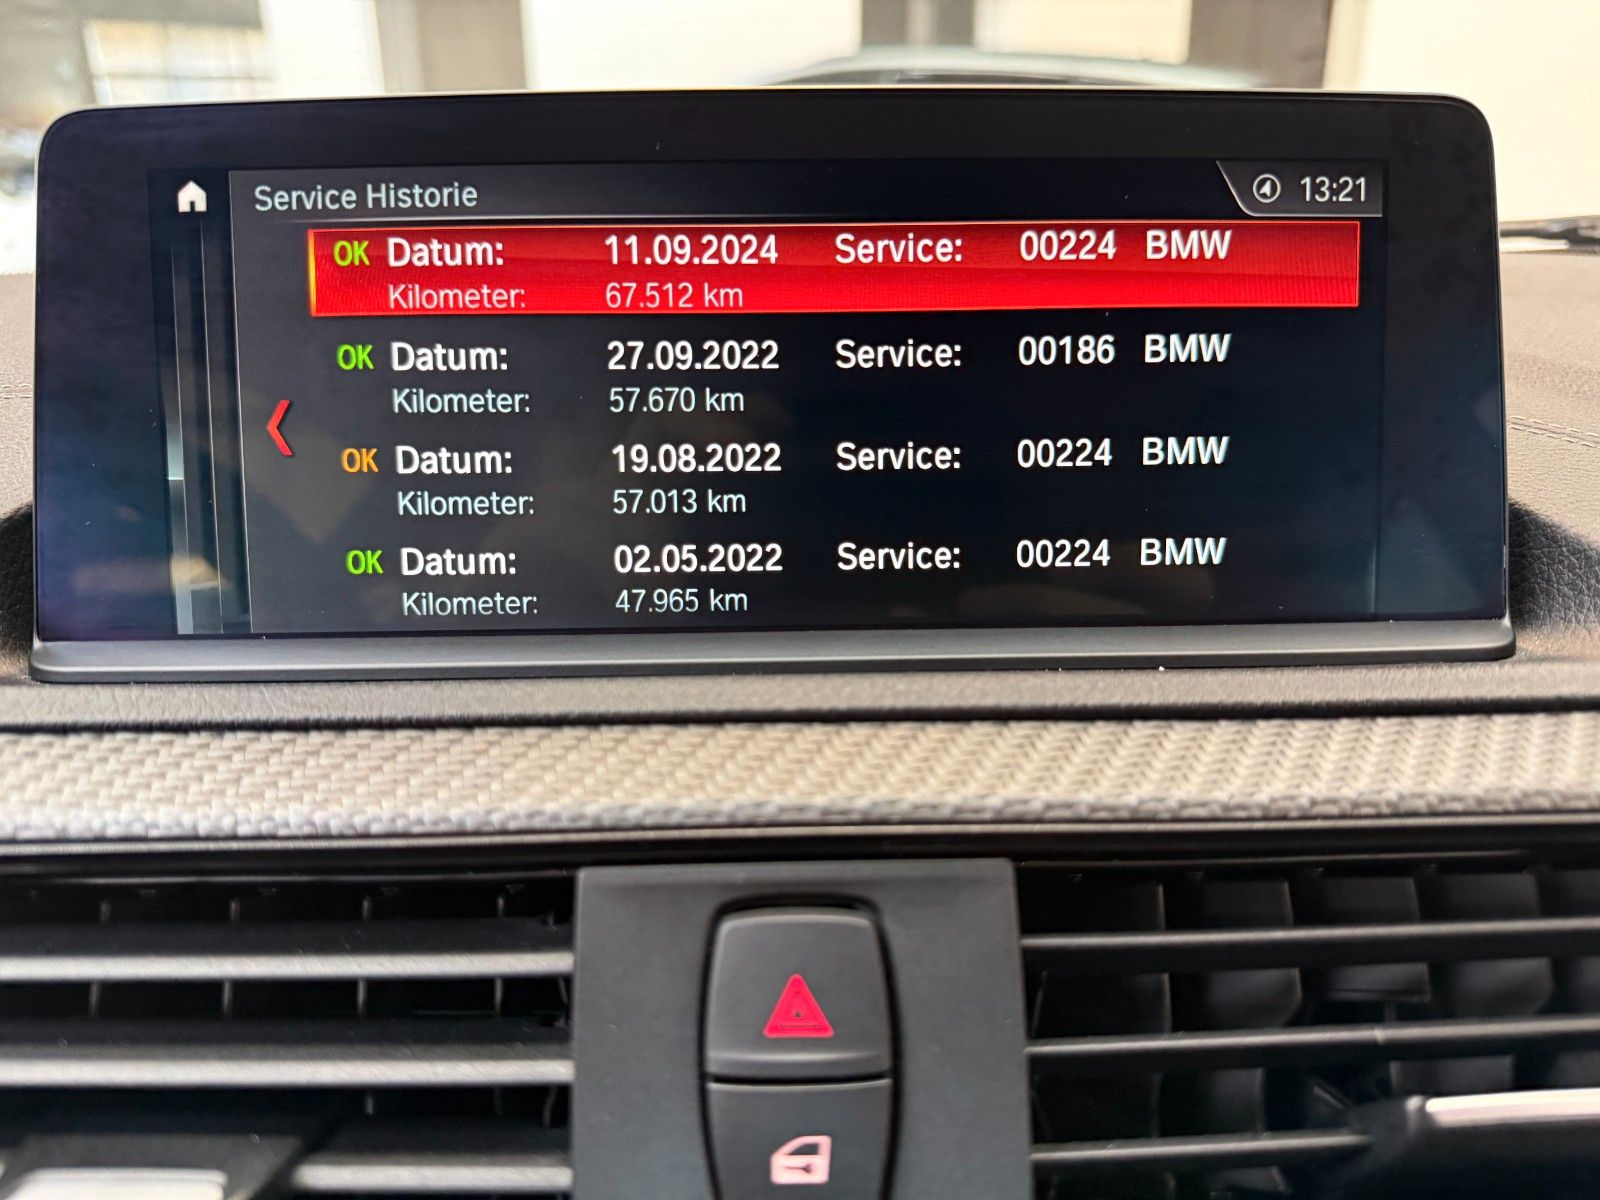 Service Historie 13:21
OK Datum: 11.09.2024 Service: 00224 BMW
Kilometer: 67.512 km
OK Datum: 27.09.2022 Service: 00186 BMW
Kilometer: 57.670 km
OK Datum: 19.08.2022 Service: 00224 BMW
Kilometer: 57.013 km
OK Datum: 02.05.2022 Service: 00224 BMW
Kilometer: 47.965 km